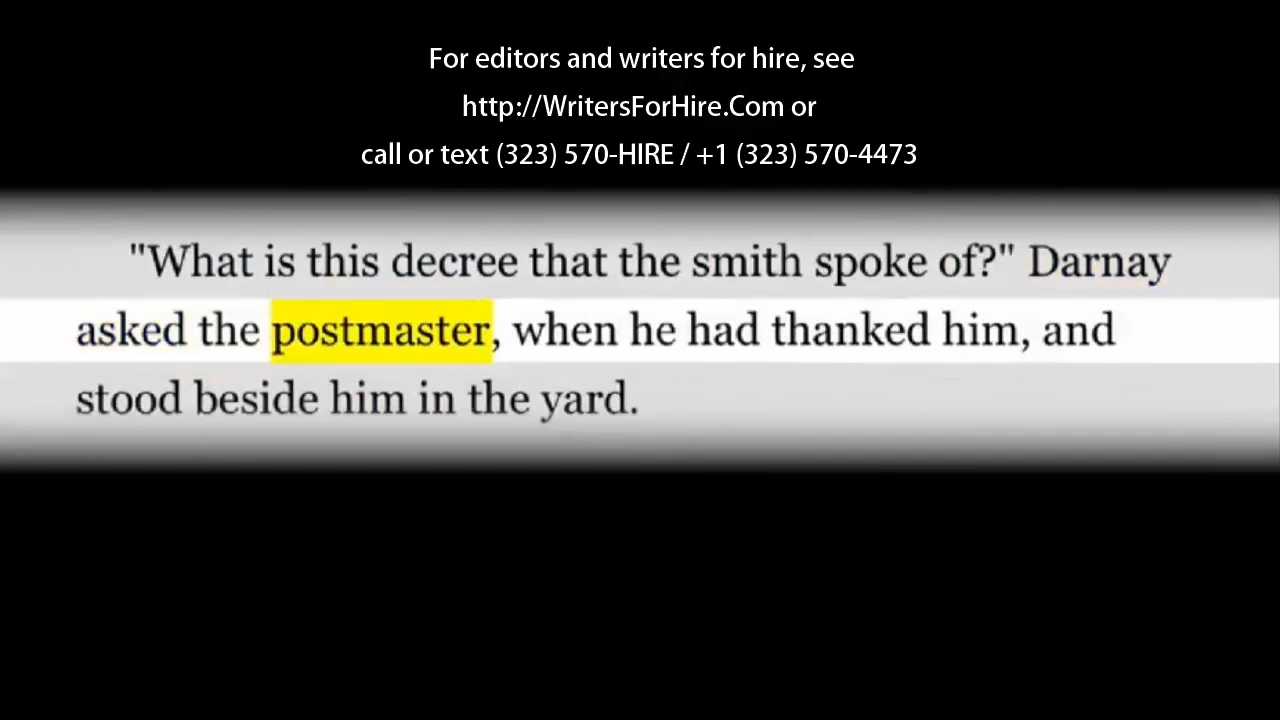 For editors and writers for hire, see
http://WritersForHire.Com or
call or text (323) 570-HIRE / +1 (323) 570-4473
"What is this decree that the smith spoke of?" Darnay
asked the postmaster, when he had thanked him, and
stood beside him in the yard.